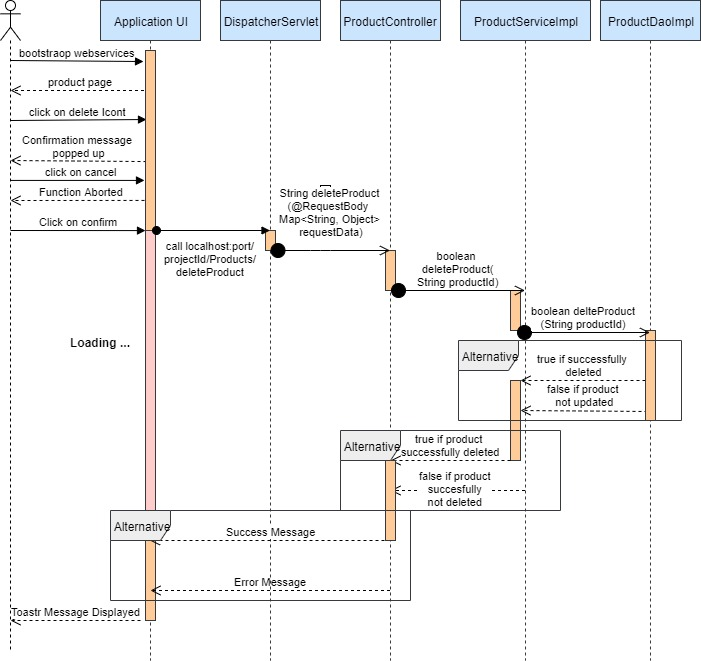 Application UI
DispatcherServlet
ProductController
ProductServiceImpl
ProductDaoImpl
bootstraop webservices
product page
click on delete Icont
Confirmation message
popped up
click on cancel
Function Aborted
Click on confirm
call localhost:port/
projectId/Products/
deleteProduct
String deleteProduct
(@RequestBody
Map<String, Object>
requestData)
boolean
deleteProduct(
String productId)
boolean delteProduct
(String productId)
Loading ...
Alternative
true if successfully
deleted
false if product
not updated
Alternative
true if product
successfully deleted
false if product
succesfully
not deleted
Alternative
Success Message
Error Message
Toastr Message Displayed